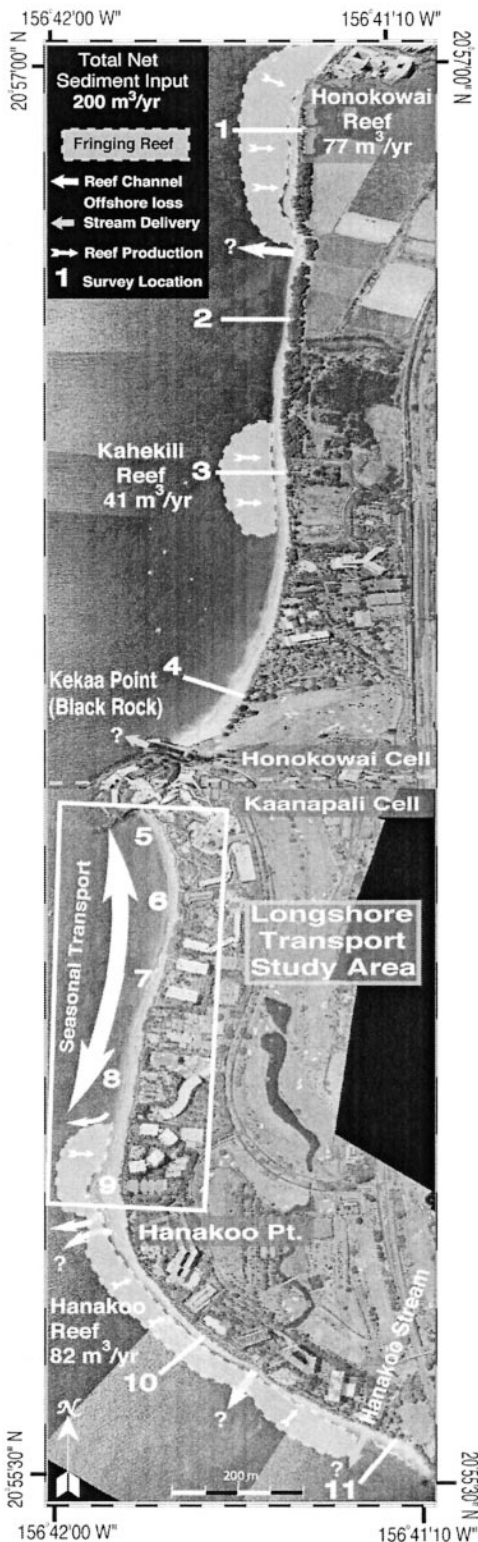 156°42'00 W"
156°41'10 W"
20°57'00" N
20°57'00" N
Total Net
Sediment Input
200 m³/yr
Fringing Reef
Reef Channel
Offshore loss
Stream Delivery
Reef Production
1 Survey Location
Honokowai
Reef
77 m³/yr
1
?
2
Kahekili
Reef
41 m³/yr
3
4
Kekaa Point
(Black Rock)
?
Honokowai Cell
Kaanapali Cell
5
6
7
8
9
Seasonal Transport
Longshore
Transport
Study Area
Hanakoo Pt.
?
Hanakoo
Reef
82 m³/yr
10
?
Hanakoo Stream
?
11
N
200 m
20°55'30" N
20°55'30" N
156°42'00 W"
156°41'10 W"